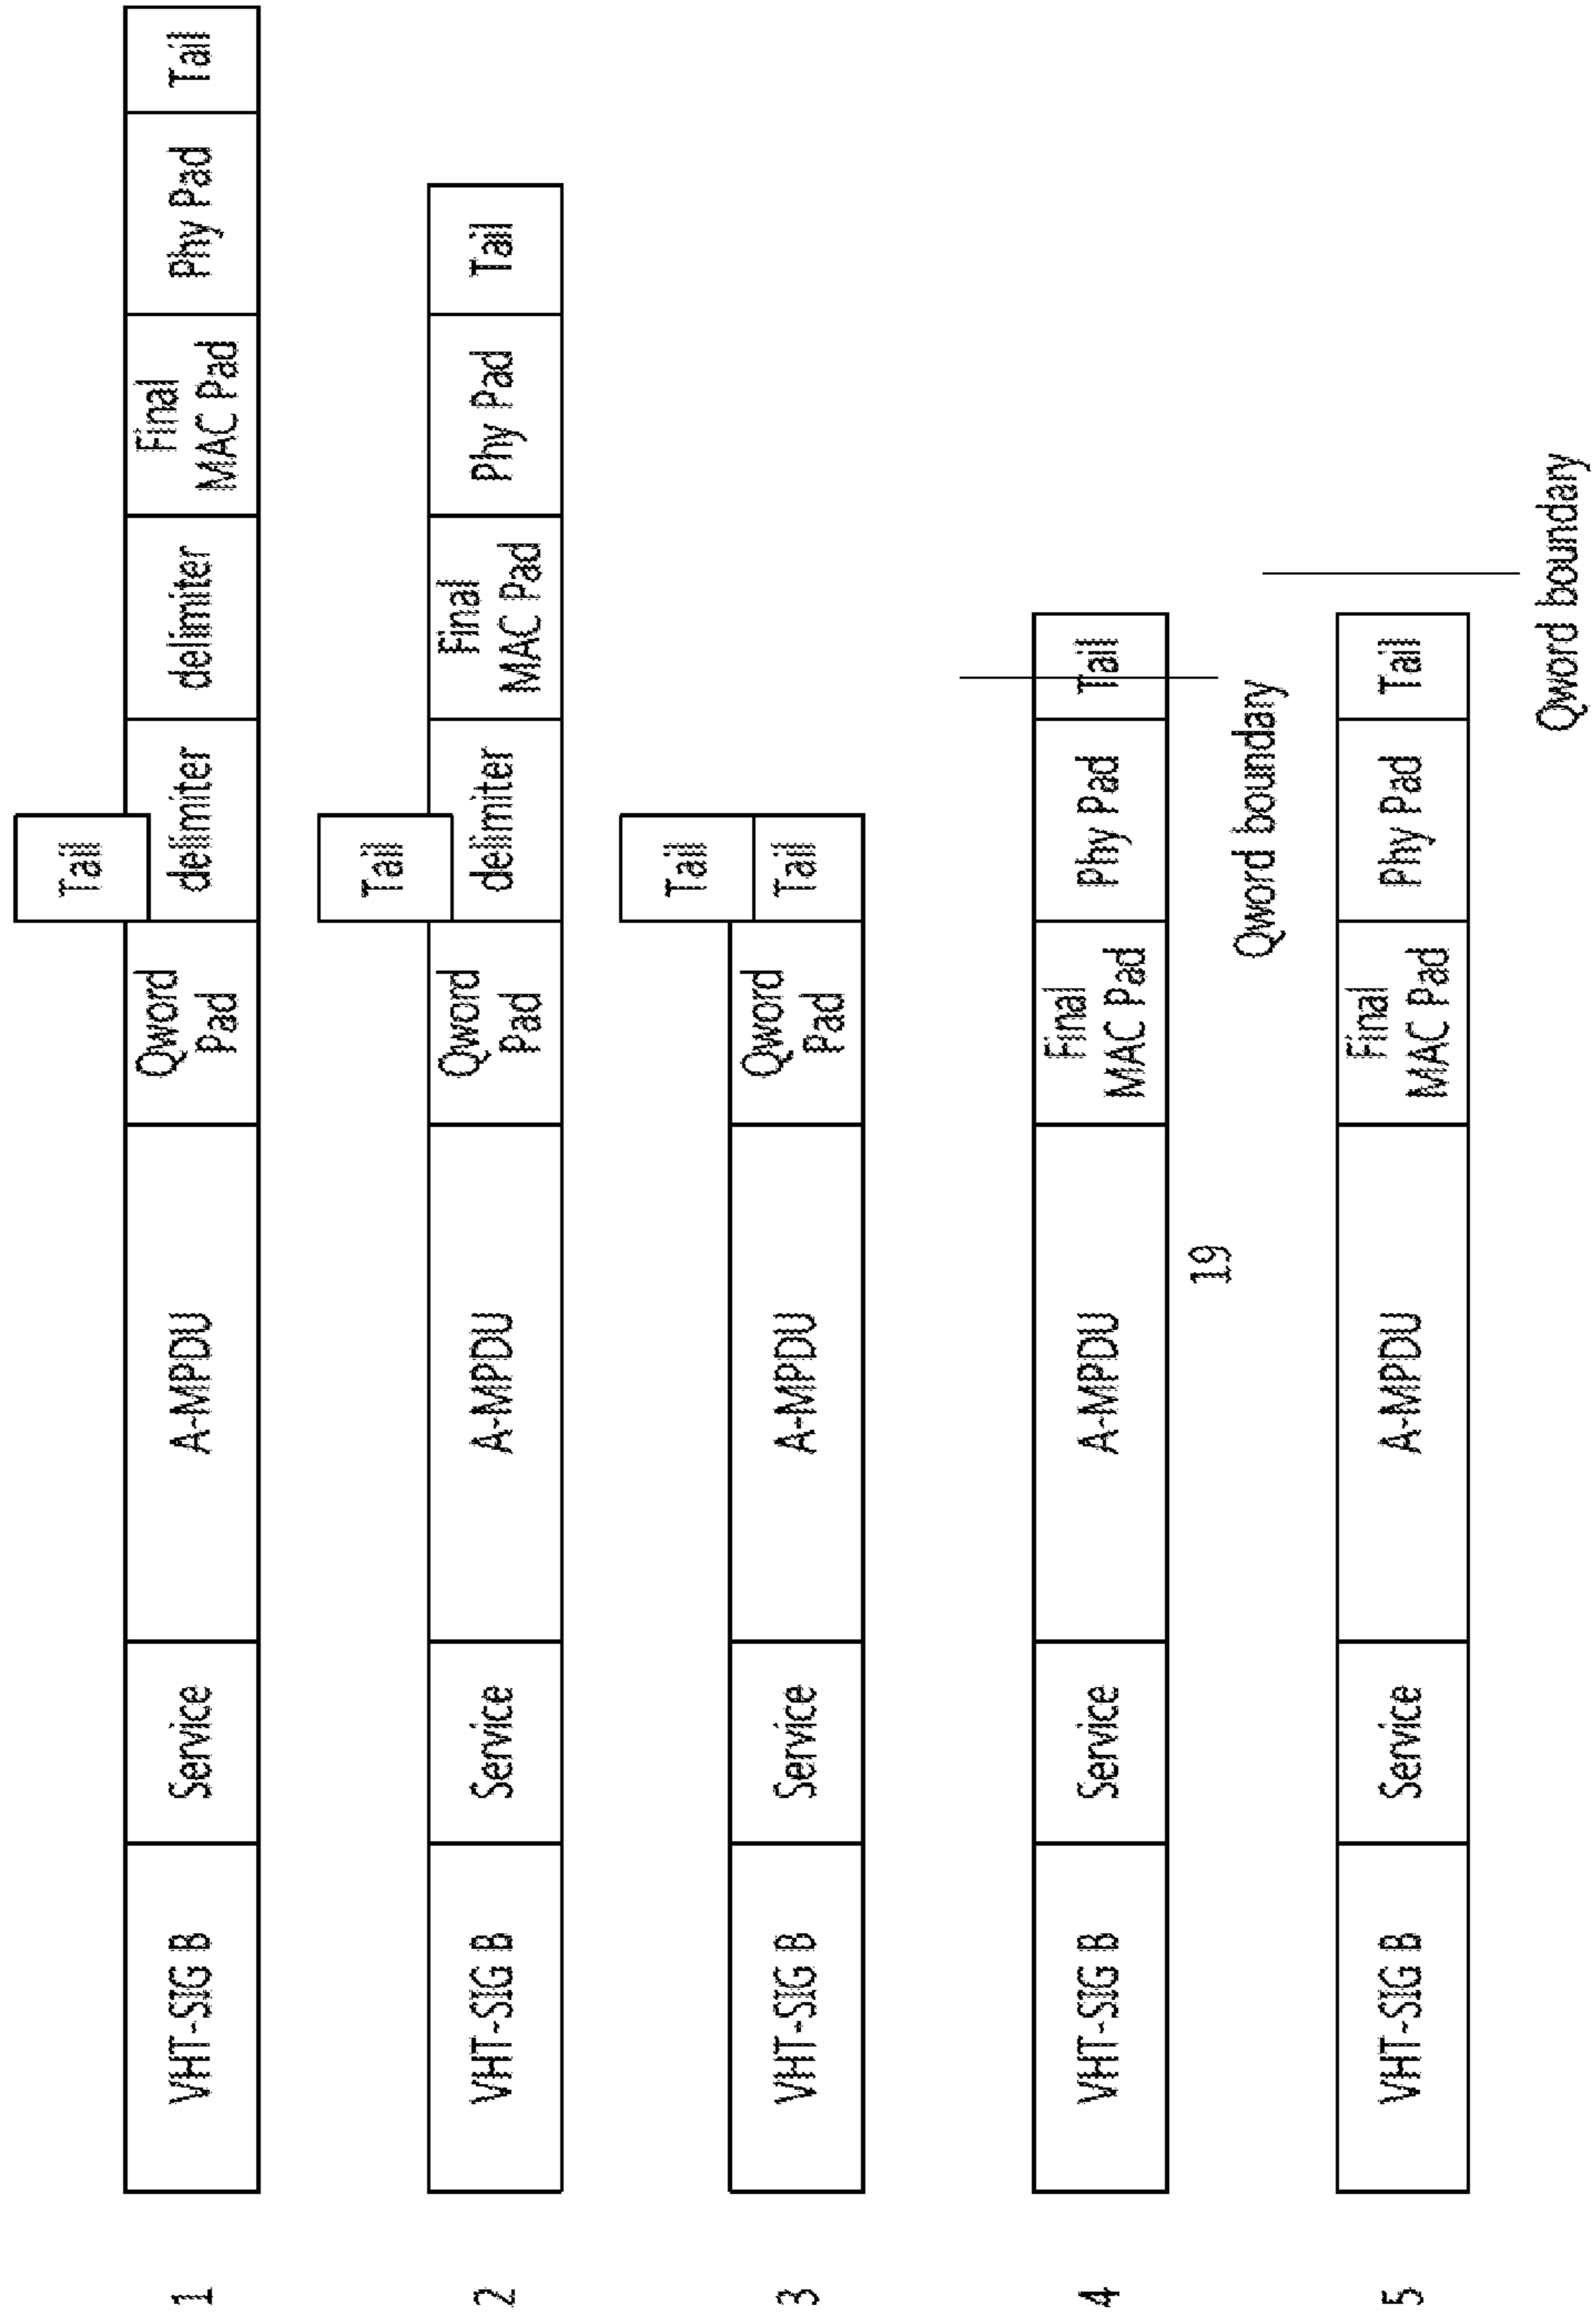 Tail
1 VHT-SIG B Service A-MPDU Qword Pad delimiter delimiter Final MAC Pad Phy Pad Tail
Tail
2 VHT-SIG B Service A-MPDU Qword Pad delimiter Final MAC Pad Phy Pad Tail
Tail
3 VHT-SIG B Service A-MPDU Qword Pad Tail
4 VHT-SIG B Service A-MPDU Final MAC Pad Phy Pad Tail
19
Qword boundary
5 VHT-SIG B Service A-MPDU Final MAC Pad Phy Pad Tail
Qword boundary